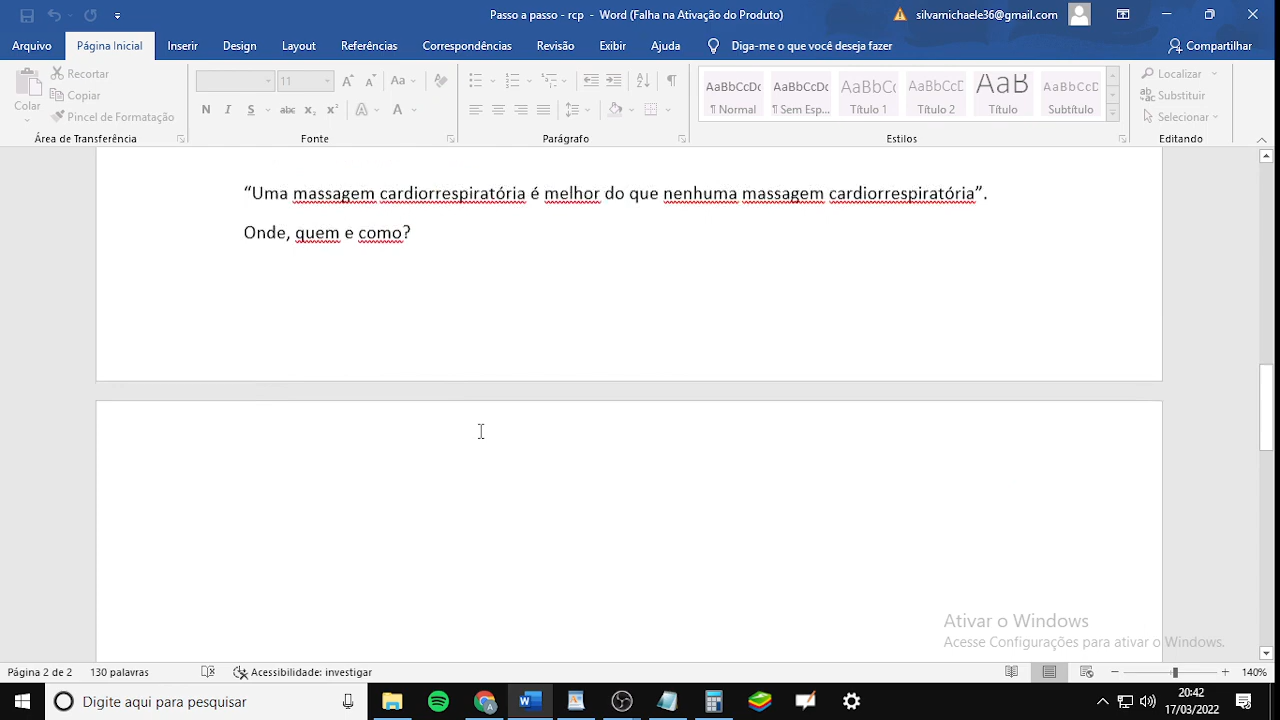 Passo a passo - rcp - Word (Falha na Ativação do Produto)
silvamichaele36@gmail.com
Arquivo Página Inicial Inserir Design Layout Referências Correspondências Revisão Exibir Ajuda Diga-me o que você deseja fazer Compartilhar
Colar
Recortar
Copiar
Pincel de Formatação
Área de Transferência
11
Aa
N I S abc x₂ x² A A
Fonte
Parágrafo
AaBbCcDc AaBbCcDc AaBbCc AaBbCcD AaB AaBbCcD
¶ Normal ¶ Sem Esp... Título 1 Título 2 Título Subtítulo
Estilos
Localizar
Substituir
Selecionar
Editando
“Uma massagem cardiorrespiratória é melhor do que nenhuma massagem cardiorrespiratória”.
Onde, quem e como?
Ativar o Windows
Acesse Configurações para ativar o Windows.
Página 2 de 2 130 palavras Acessibilidade: investigar 140%
Digite aqui para pesquisar
20:42
17/03/2022